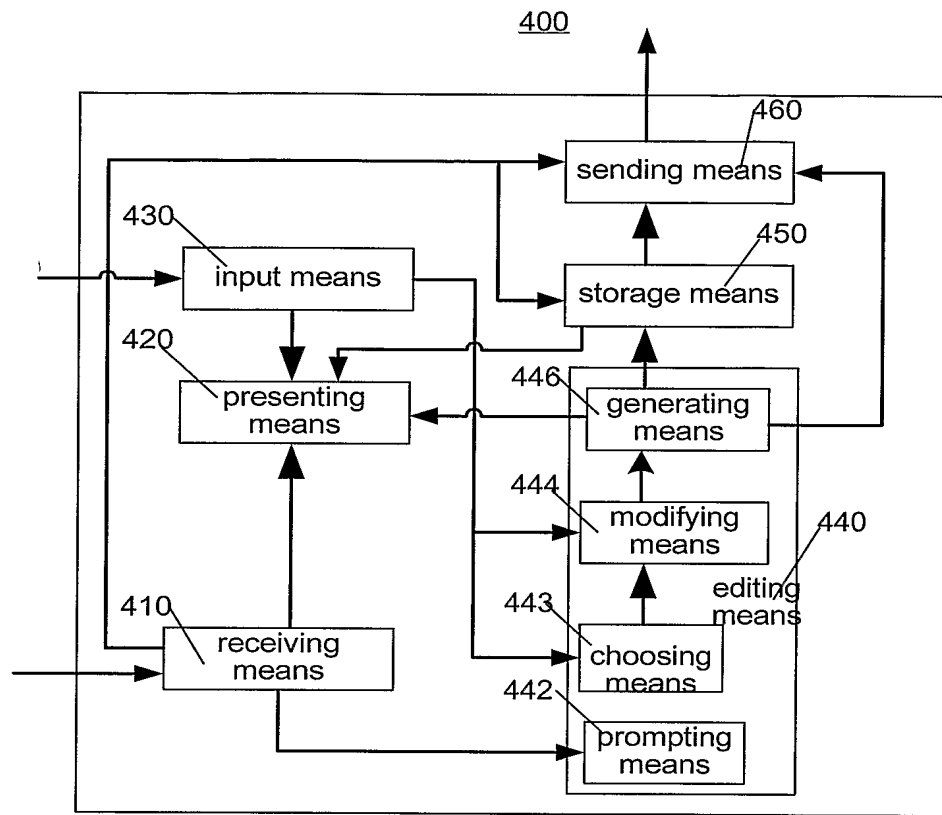 400
460
sending means
430
input means
450
storage means
420
presenting
means
446
generating
means
444
modifying
means
440
editing
means
410
receiving
means
443
choosing
means
442
prompting
means